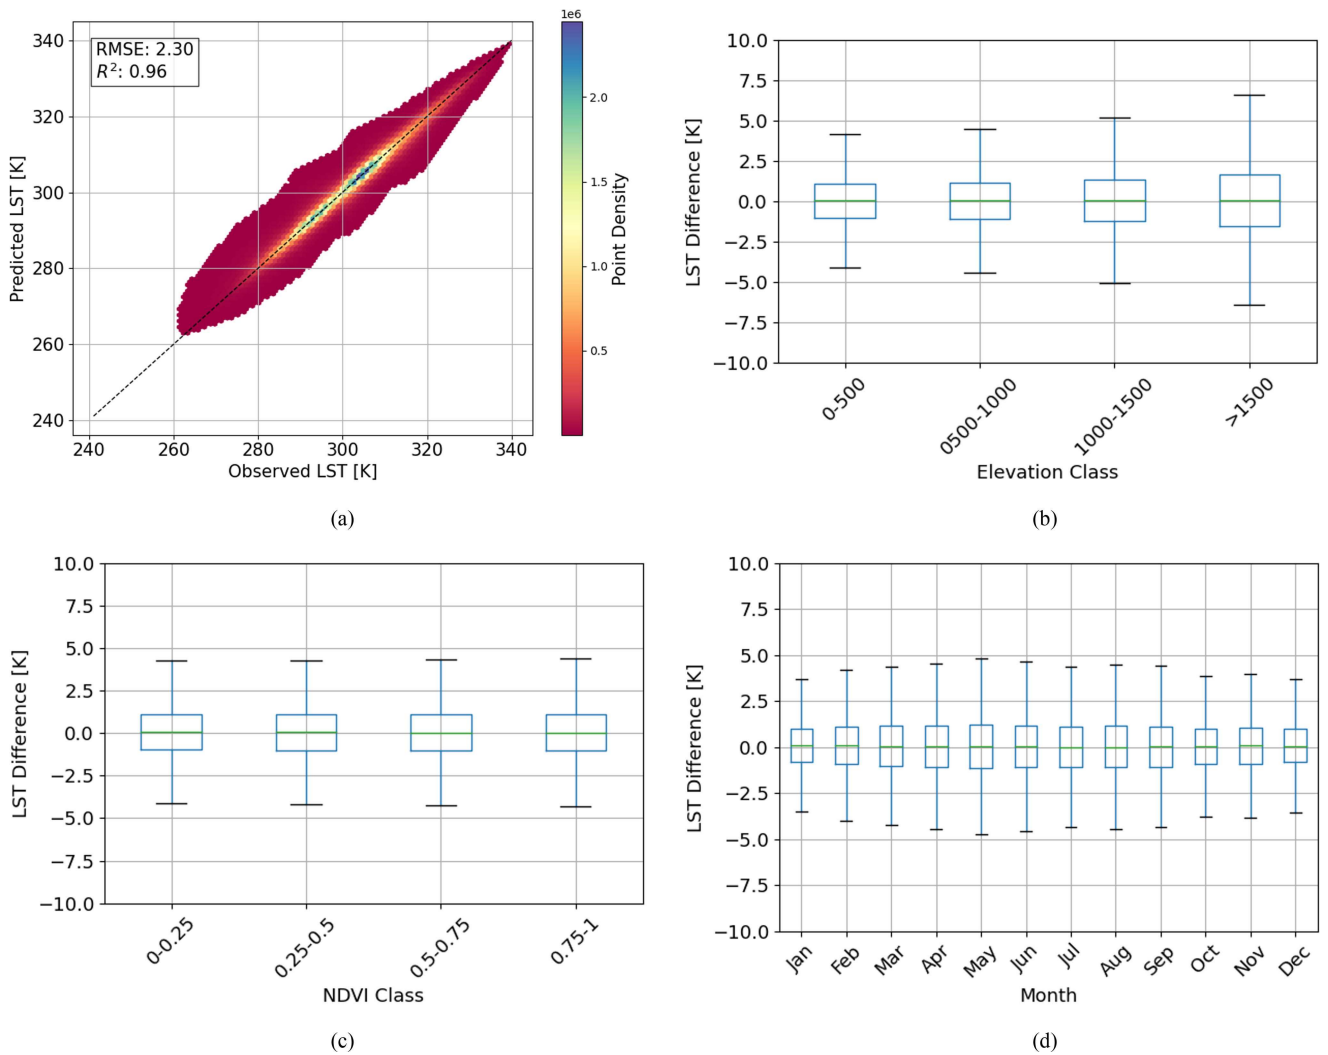 1e6
RMSE: 2.30
R²: 0.96
340
320
300
280
260
240
240
260
280
300
320
340
Predicted LST [K]
Observed LST [K]
2.0
1.5
1.0
0.5
Point Density
(a)
10.0
7.5
5.0
2.5
0.0
−2.5
−5.0
−7.5
−10.0
LST Difference [K]
0-500
0500-1000
1000-1500
>1500
Elevation Class
(b)
10.0
7.5
5.0
2.5
0.0
−2.5
−5.0
−7.5
−10.0
LST Difference [K]
0-0.25
0.25-0.5
0.5-0.75
0.75-1
NDVI Class
(c)
10.0
7.5
5.0
2.5
0.0
−2.5
−5.0
−7.5
−10.0
LST Difference [K]
Jan
Feb
Mar
Apr
May
Jun
Jul
Aug
Sep
Oct
Nov
Dec
Month
(d)